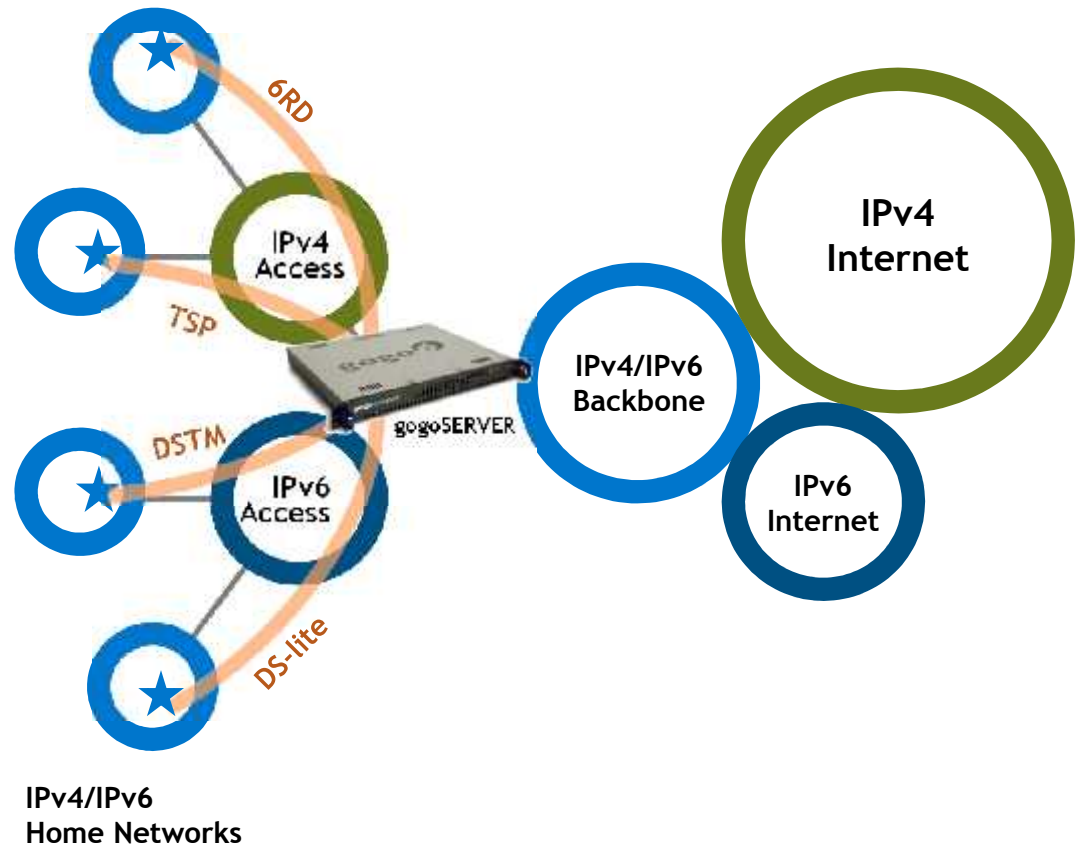 6RD
IPv4
Access
TSP
DSTM
IPv6
Access
DS-lite
gogoSERVER
IPv4/IPv6
Backbone
IPv4
Internet
IPv6
Internet
IPv4/IPv6
Home Networks